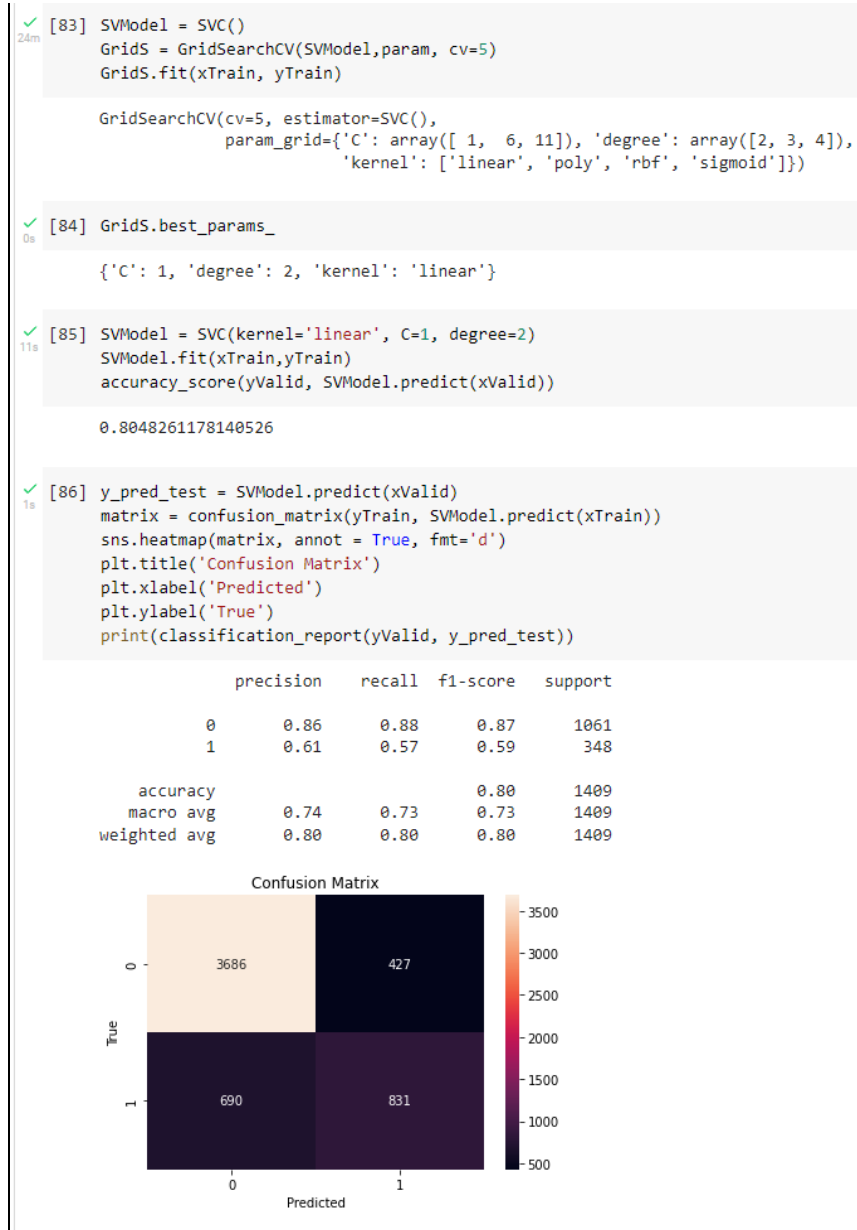 [83] SVModel = SVC()
24m
GridS = GridSearchCV(SVModel,param, cv=5)
GridS.fit(xTrain, yTrain)
GridSearchCV(cv=5, estimator=SVC(),
param_grid={'C': array([ 1,  6, 11]), 'degree': array([2, 3, 4]),
'kernel': ['linear', 'poly', 'rbf', 'sigmoid']})
[84] GridS.best_params_
0s
{'C': 1, 'degree': 2, 'kernel': 'linear'}
[85] SVModel = SVC(kernel='linear', C=1, degree=2)
11s
SVModel.fit(xTrain,yTrain)
accuracy_score(yValid, SVModel.predict(xValid))
0.8048261178140526
[86] y_pred_test = SVModel.predict(xValid)
1s
matrix = confusion_matrix(yTrain, SVModel.predict(xTrain))
sns.heatmap(matrix, annot = True, fmt='d')
plt.title('Confusion Matrix')
plt.xlabel('Predicted')
plt.ylabel('True')
print(classification_report(yValid, y_pred_test))
precision recall f1-score support
0 0.86 0.88 0.87 1061
1 0.61 0.57 0.59 348
accuracy 0.80 1409
macro avg 0.74 0.73 0.73 1409
weighted avg 0.80 0.80 0.80 1409
Confusion Matrix
3500
3000
2500
2000
1500
1000
500
0
3686 427
True
1
690 831
0 1
Predicted